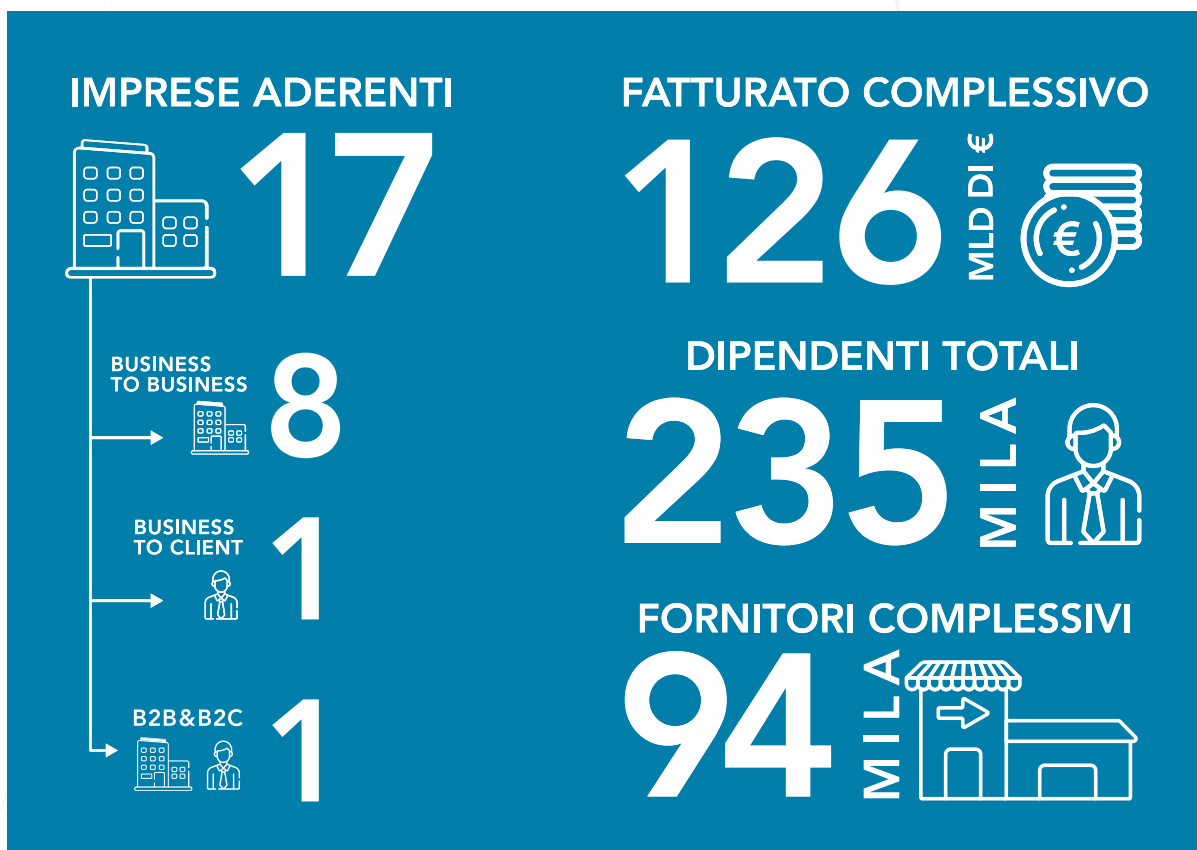 IMPRESE ADERENTI
17
BUSINESS
TO BUSINESS
8
BUSINESS
TO CLIENT
1
B2B&B2C
1
FATTURATO COMPLESSIVO
126
MLD DI €
€
DIPENDENTI TOTALI
235
MILA
FORNITORI COMPLESSIVI
94
MILA